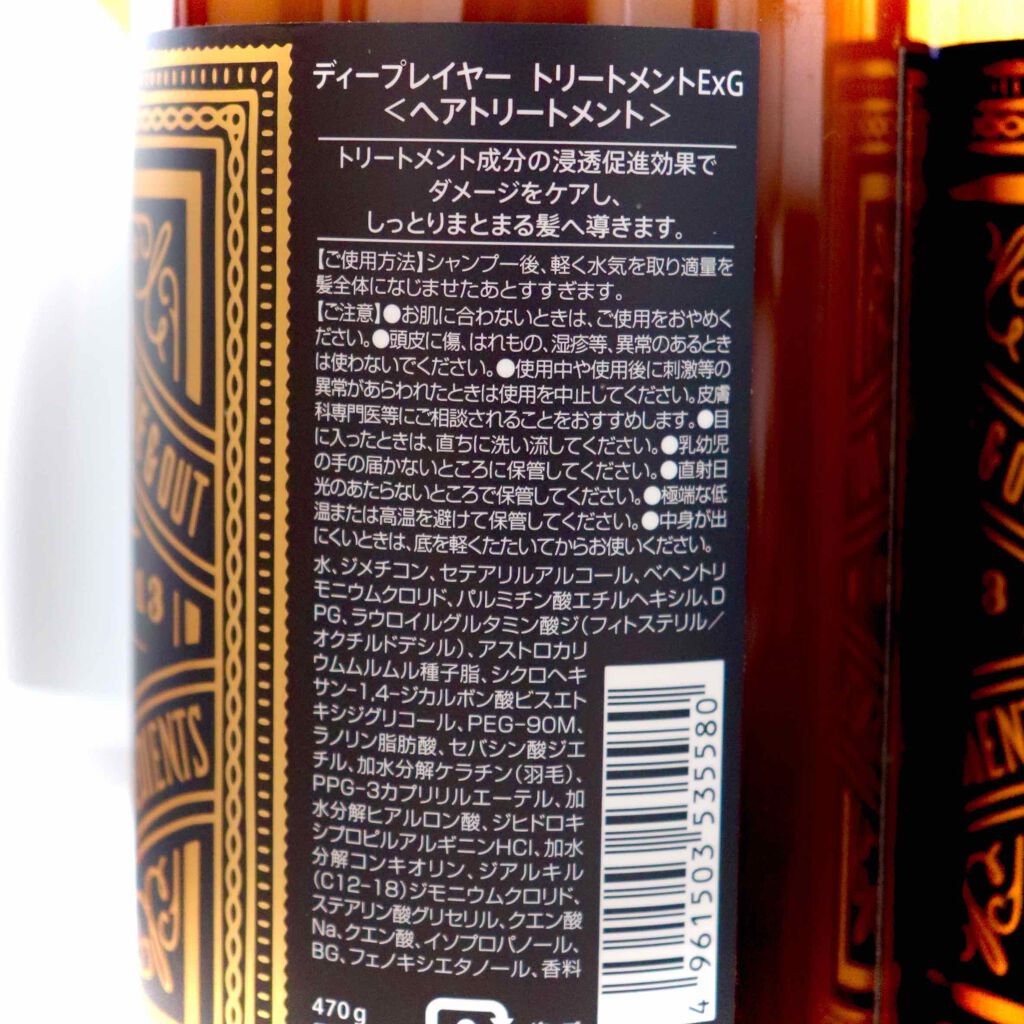 ディープレイヤー トリートメントExG
<ヘアトリートメント>
トリートメント成分の浸透促進効果で
ダメージをケアし、
しっとりまとまる髪へ導きます。
【ご使用方法】シャンプー後、軽く水気を取り適量を
髪全体になじませたあとすすぎます。
【ご注意】●お肌に合わないときは、ご使用をおやめく
ださい。●頭皮に傷、はれもの、湿疹等、異常のあるとき
は使わないでください。●使用中や使用後に刺激等の
異常があらわれたときは使用を中止してください。皮膚
科専門医等にご相談されることをおすすめします。●目
に入ったときは、直ちに洗い流してください。●乳幼児
の手の届かないところに保管してください。●直射日
光のあたらないところで保管してください。●極端な低
温または高温を避けて保管してください。●中身が出
にくいときは、底を軽くたたいてからお使いください。
水、ジメチコン、セテアリルアルコール、ベヘントリ
モニウムクロリド、パルミチン酸エチルヘキシル、D
PG、ラウロイルグルタミン酸ジ(フィトステリル/
オクチルドデシル)、アストロカリ
ウムムルムル種子脂、シクロヘキ
サン-1,4-ジカルボン酸ビスエト
キシジグリコール、PEG-90M、
ラノリン脂肪酸、セバシン酸ジエ
チル、加水分解ケラチン(羽毛)、
PPG-3カプリリルエーテル、加
水分解ヒアルロン酸、ジヒドロキ
シプロピルアルギニンHCl、加水
分解コンキオリン、ジアルキル
(C12-18)ジモニウムクロリド、
ステアリン酸グリセリル、クエン酸
Na、クエン酸、イソプロパノール、
BG、フェノキシエタノール、香料
470g
4 961503 535580
& OUT
13